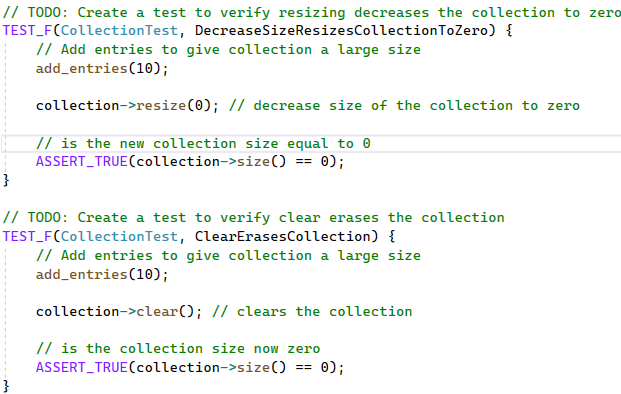 // TODO: Create a test to verify resizing decreases the collection to zero
TEST_F(CollectionTest, DecreaseSizeResizesCollectionToZero) {
    // Add entries to give collection a large size
    add_entries(10);
    collection->resize(0); // decrease size of the collection to zero
    // is the new collection size equal to 0
    ASSERT_TRUE(collection->size() == 0);
}
// TODO: Create a test to verify clear erases the collection
TEST_F(CollectionTest, ClearErasesCollection) {
    // Add entries to give collection a large size
    add_entries(10);
    collection->clear(); // clears the collection
    // is the collection size now zero
    ASSERT_TRUE(collection->size() == 0);
}